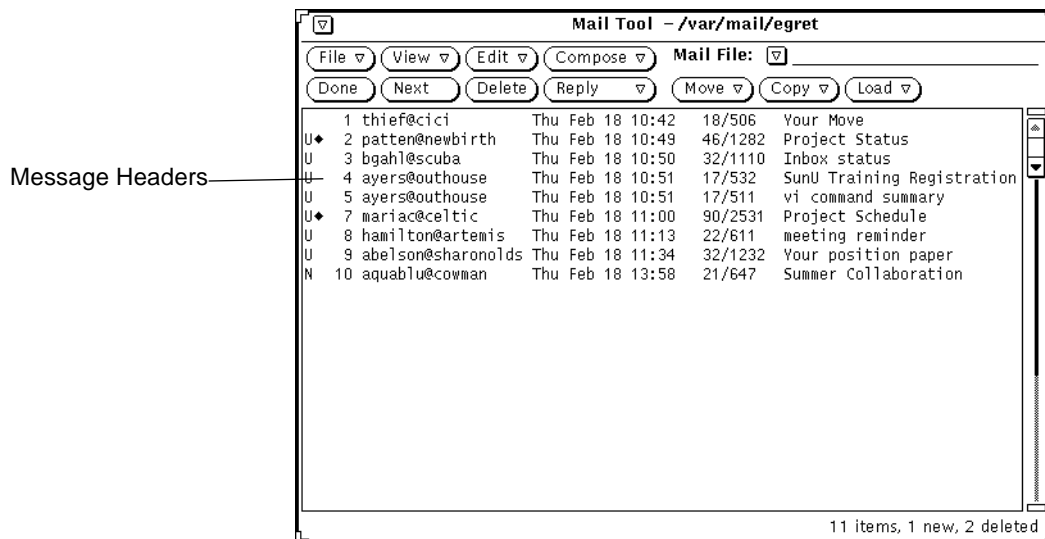 Mail Tool – /var/mail/egret
File View Edit Compose Mail File:
Done Next Delete Reply Move Copy Load
1 thief@cici Thu Feb 18 10:42 18/506 Your Move
U◆ 2 patten@newbirth Thu Feb 18 10:49 46/1282 Project Status
U 3 bgahl@scuba Thu Feb 18 10:50 32/1110 Inbox status
Message Headers
U 4 ayers@outhouse Thu Feb 18 10:51 17/532 SunU Training Registration
U 5 ayers@outhouse Thu Feb 18 10:51 17/511 vi command summary
U◆ 7 mariac@celtic Thu Feb 18 11:00 90/2531 Project Schedule
U 8 hamilton@artemis Thu Feb 18 11:13 22/611 meeting reminder
U 9 abelson@sharonolds Thu Feb 18 11:34 32/1232 Your position paper
N 10 aquablu@cowman Thu Feb 18 13:58 21/647 Summer Collaboration
11 items, 1 new, 2 deleted